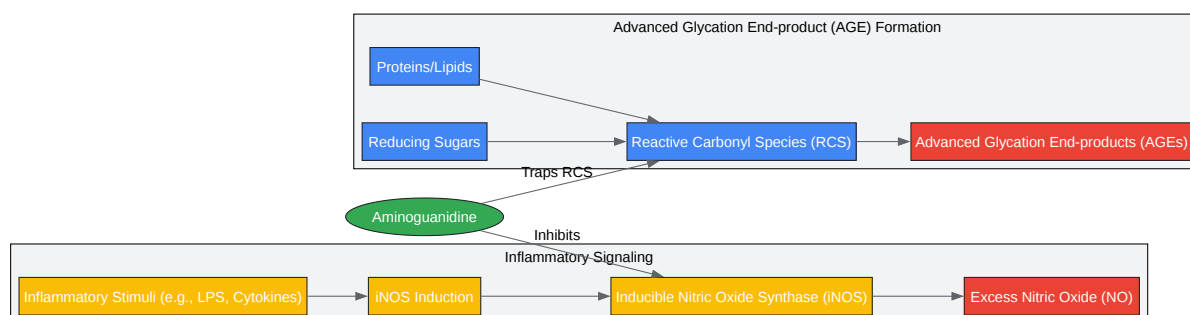 Advanced Glycation End-product (AGE) Formation
Proteins/Lipids
Reducing Sugars
Reactive Carbonyl Species (RCS)
Advanced Glycation End-products (AGEs)
Traps RCS
Aminoguanidine
Inhibits
Inflammatory Signaling
Inflammatory Stimuli (e.g., LPS, Cytokines)
iNOS Induction
Inducible Nitric Oxide Synthase (iNOS)
Excess Nitric Oxide (NO)